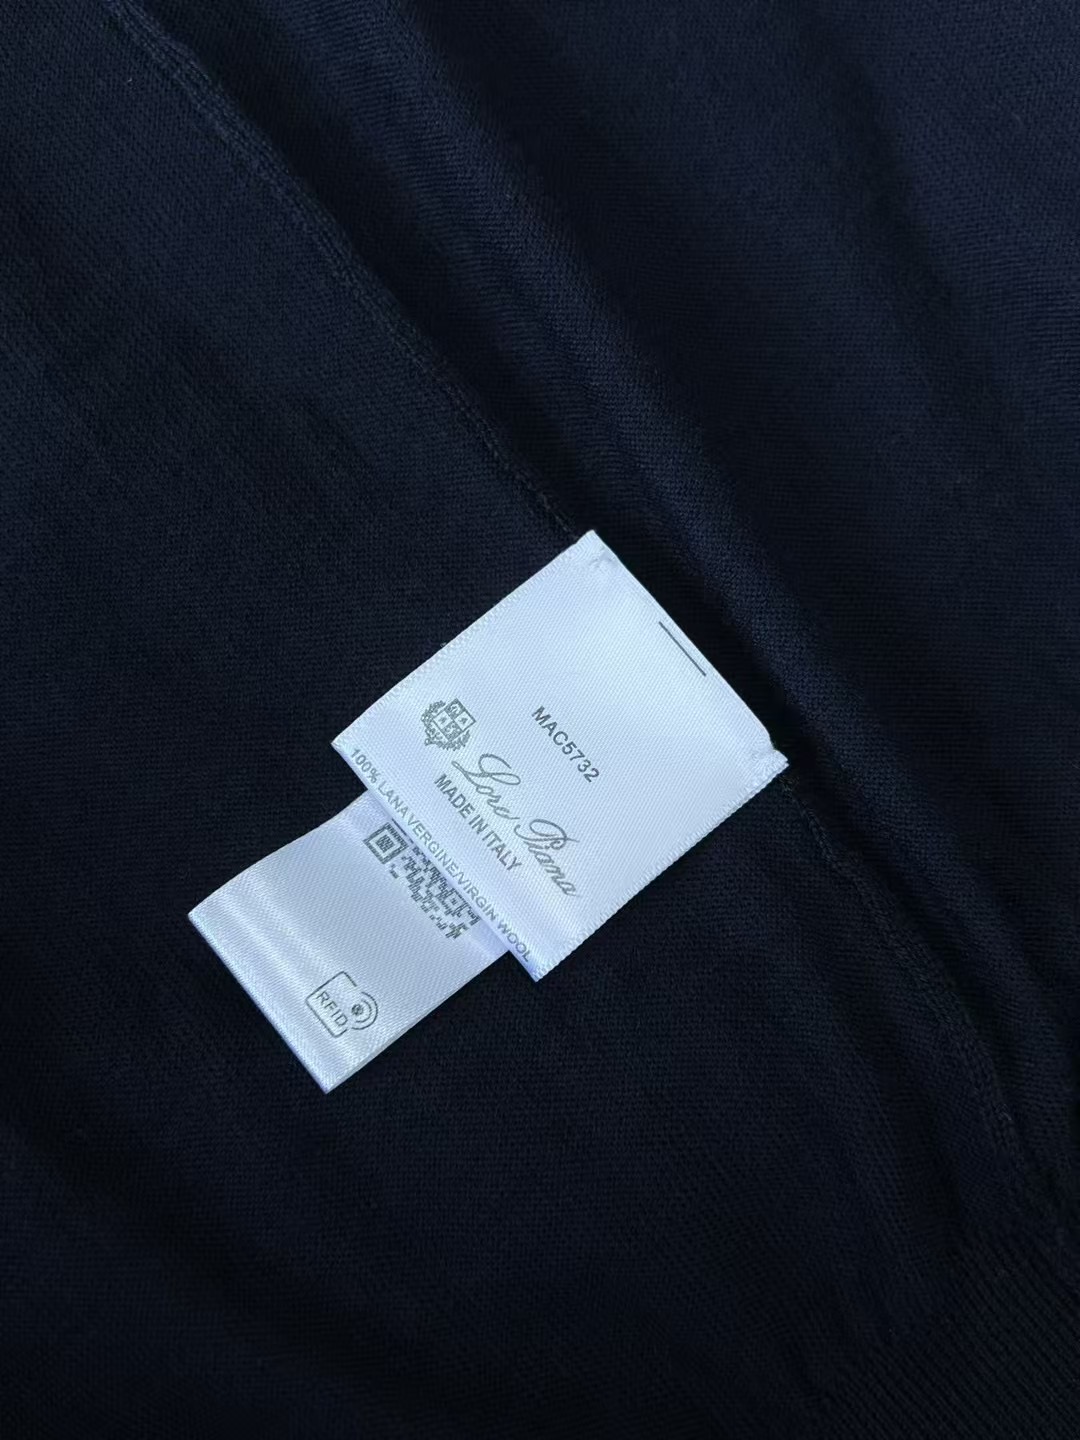 MAC5732
Loro Piana
MADE IN ITALY
100% LANA VERGINE/VIRGIN WOOL
RFID